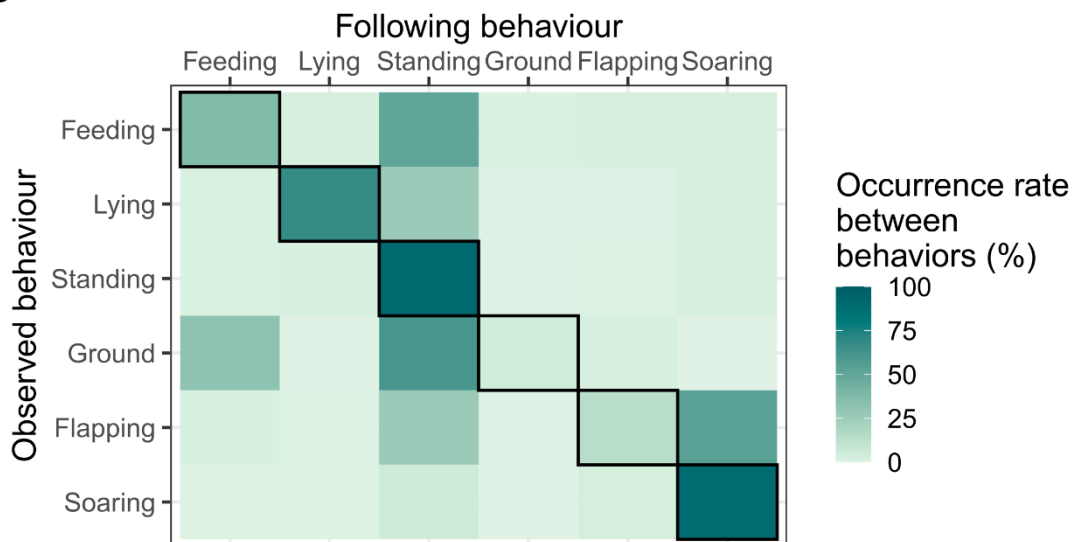 Following behaviour
Feeding Lying Standing Ground Flapping Soaring
Observed behaviour
Feeding
Lying
Standing
Ground
Flapping
Soaring
Occurrence rate
between
behaviors (%)
100
75
50
25
0